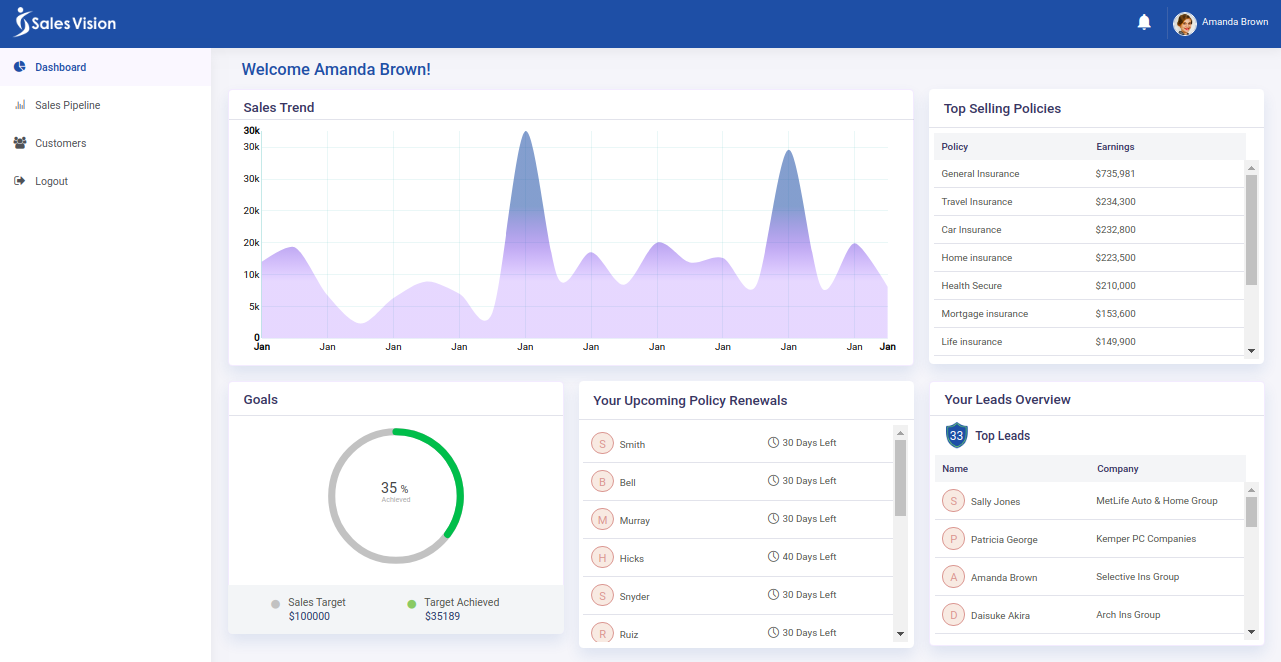 Sales Vision
Amanda Brown
Dashboard
Sales Pipeline
Customers
Logout
Welcome Amanda Brown!
Sales Trend
30k
30k
30k
20k
20k
10k
5k
0
Jan Jan Jan Jan Jan Jan Jan Jan Jan Jan Jan
Top Selling Policies
Policy Earnings
General Insurance $735,981
Travel Insurance $234,300
Car Insurance $232,800
Home insurance $223,500
Health Secure $210,000
Mortgage insurance $153,600
Life insurance $149,900
Goals
35 %
Achieved
Sales Target Target Achieved
$100000 $35189
Your Upcoming Policy Renewals
S Smith 30 Days Left
B Bell 30 Days Left
M Murray 30 Days Left
H Hicks 40 Days Left
S Snyder 30 Days Left
R Ruiz 30 Days Left
Your Leads Overview
33 Top Leads
Name Company
S Sally Jones MetLife Auto & Home Group
P Patricia George Kemper PC Companies
A Amanda Brown Selective Ins Group
D Daisuke Akira Arch Ins Group